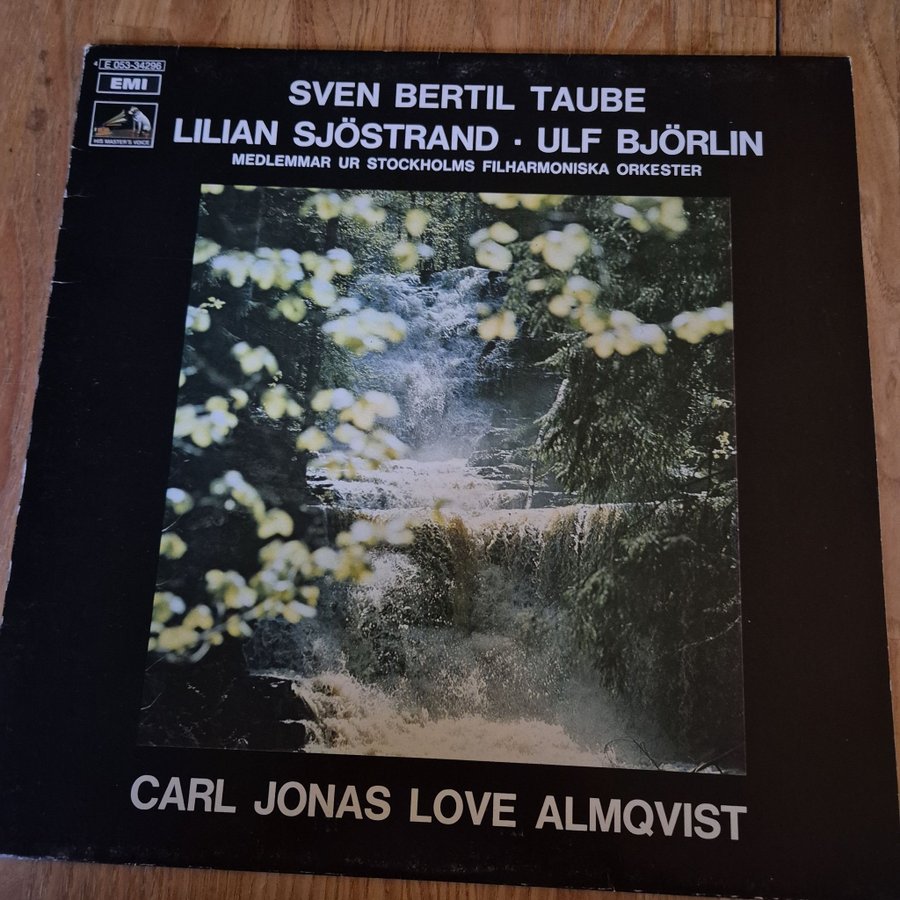 4 E 053-34296
EMI
HIS MASTER'S VOICE
SVEN BERTIL TAUBE
LILIAN SJÖSTRAND · ULF BJÖRLIN
MEDLEMMAR UR STOCKHOLMS FILHARMONISKA ORKESTER
CARL JONAS LOVE ALMQVIST